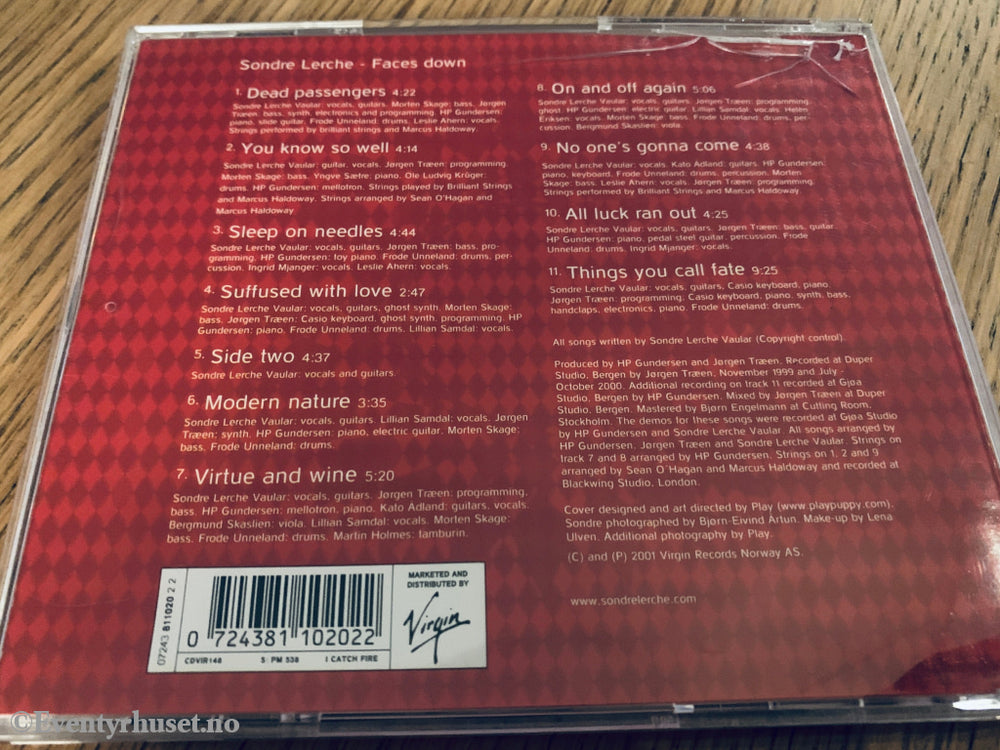 Sondre Lerche - Faces down
1. Dead passengers 4:22
Sondre Lerche Vaular: vocals, guitars. Morten Skage: bass. Jørgen
Træen: bass, synth, electronics and programming. HP Gundersen:
piano, slide guitar. Frode Unneland: drums. Leslie Ahern: vocals.
Strings performed by brilliant strings and Marcus Haldoway.
2. You know so well 4:14
Sondre Lerche Vaular: guitar, vocals. Jørgen Træen: programming.
Morten Skage: bass. Yngve Sætre: piano. Ole Ludvig Krüger:
drums. HP Gundersen: mellotron. Strings played by Brilliant Strings
and Marcus Haldoway. Strings arranged by Sean O'Hagan and
Marcus Haldoway
3. Sleep on needles 4:44
Sondre Lerche Vaular: vocals, guitars. Jørgen Træen: bass, pro-
gramming. HP Gundersen: toy piano. Frode Unneland: drums, per-
cussion. Ingrid Mjanger: vocals. Leslie Ahern: vocals.
4. Suffused with love 2:47
Sondre Lerche Vaular: vocals, guitars, ghost synth. Morten Skage:
bass. Jørgen Træen: Casio keyboard, ghost synth, programming. HP
Gundersen: piano. Frode Unneland: drums. Lillian Samdal: vocals.
5. Side two 4:37
Sondre Lerche Vaular: vocals and guitars.
6. Modern nature 3:35
Sondre Lerche Vaular: vocals, guitars. Lillian Samdal: vocals. Jørgen
Træen: synth. HP Gundersen: piano, electric guitar. Morten Skage:
bass. Frode Unneland: drums.
7. Virtue and wine 5:20
Sondre Lerche Vaular: vocals, guitars. Jørgen Træen: programming,
bass. HP Gundersen: mellotron, piano. Kato Adland: guitars, vocals.
Bergmund Skaslien: viola. Lillian Samdal: vocals. Morten Skage:
bass. Frode Unneland: drums. Martin Holmes: tamburin.
8. On and off again 5:06
Sondre Lerche Vaular: vocals, guitars. Jørgen Træen: programming,
ghost. HP Gundersen: electric guitar. Lillian Samdal: vocals. Helén
Eriksen: vocals. Morten Skage: bass. Frode Unneland: drums, per-
cussion. Bergmund Skaslien: viola.
9. No one's gonna come 4:38
Sondre Lerche Vaular: vocals. Kato Adland: guitars. HP Gundersen:
piano, keyboard. Frode Unneland: drums, percussion. Morten
Skage: bass. Leslie Ahern: vocals. Jørgen Træen: programming.
Strings performed by Brilliant Strings and Marcus Haldoway
10. All luck ran out 4:25
Sondre Lerche Vaular: vocals, guitars. Jørgen Træen: bass, guitar.
HP Gundersen: piano, pedal steel guitar, percussion. Frode
Unneland: drums. Ingrid Mjanger: vocals.
11. Things you call fate 9:25
Sondre Lerche Vaular: vocals, guitars, Casio keyboard, piano.
Jørgen Træen: programming, Casio keyboard, piano, synth, bass,
handclaps, electronics, piano. Frode Unneland: drums.
All songs written by Sondre Lerche Vaular (Copyright control).
Produced by HP Gundersen and Jørgen Træen. Recorded at Duper
Studio, Bergen by Jørgen Træen, November 1999 and July -
October 2000. Additional recording on track 11 recorded at Gjøa
Studio, Bergen by HP Gundersen. Mixed by Jørgen Træen at Duper
Studio, Bergen. Mastered by Bjørn Engelmann at Cutting Room,
Stockholm. The demos for these songs were recorded at Gjøa Studio
by HP Gundersen and Sondre Lerche Vaular. All songs arranged by
HP Gundersen, Jørgen Træen and Sondre Lerche Vaular. Strings on
track 7 and 8 arranged by HP Gundersen. Strings on 1, 2 and 9
arranged by Sean O'Hagan and Marcus Haldoway and recorded at
Blackwing Studio, London.
Cover designed and art directed by Play (www.playpuppy.com).
Sondre photographed by Bjørn-Eivind Årtun. Make-up by Lena
Ulven. Additional photography by Play.
(C) and (P) 2001 Virgin Records Norway AS.
www.sondrelerche.com
07243 811020 2 2
0 724381 102022
CDVIR148 S: PM 538 I CATCH FIRE
MARKETED AND
DISTRIBUTED BY
Virgin
©Eventyrhuset.no